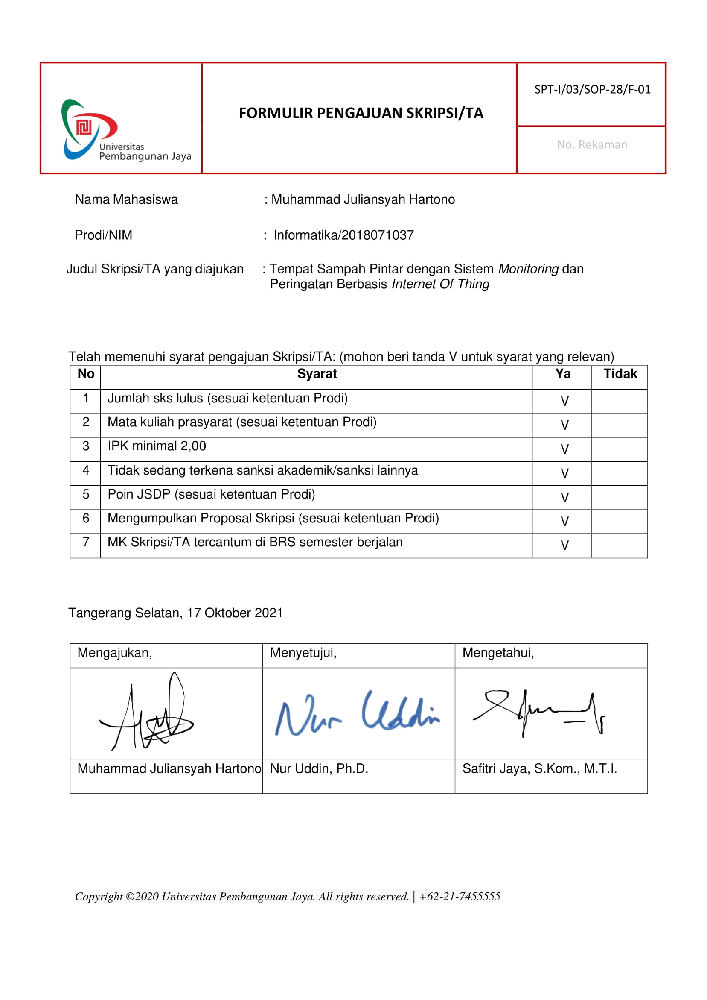 Universitas
Pembangunan Jaya
FORMULIR PENGAJUAN SKRIPSI/TA
SPT-I/03/SOP-28/F-01
No. Rekaman
Nama Mahasiswa : Muhammad Juliansyah Hartono
Prodi/NIM : Informatika/2018071037
Judul Skripsi/TA yang diajukan : Tempat Sampah Pintar dengan Sistem Monitoring dan
Peringatan Berbasis Internet Of Thing
Telah memenuhi syarat pengajuan Skripsi/TA: (mohon beri tanda V untuk syarat yang relevan)
No Syarat Ya Tidak
1 Jumlah sks lulus (sesuai ketentuan Prodi) V
2 Mata kuliah prasyarat (sesuai ketentuan Prodi) V
3 IPK minimal 2,00 V
4 Tidak sedang terkena sanksi akademik/sanksi lainnya V
5 Poin JSDP (sesuai ketentuan Prodi) V
6 Mengumpulkan Proposal Skripsi (sesuai ketentuan Prodi) V
7 MK Skripsi/TA tercantum di BRS semester berjalan V
Tangerang Selatan, 17 Oktober 2021
Mengajukan, Menyetujui, Mengetahui,
Nur Uddin
Muhammad Juliansyah Hartono Nur Uddin, Ph.D. Safitri Jaya, S.Kom., M.T.I.
Copyright ©2020 Universitas Pembangunan Jaya. All rights reserved. | +62-21-7455555